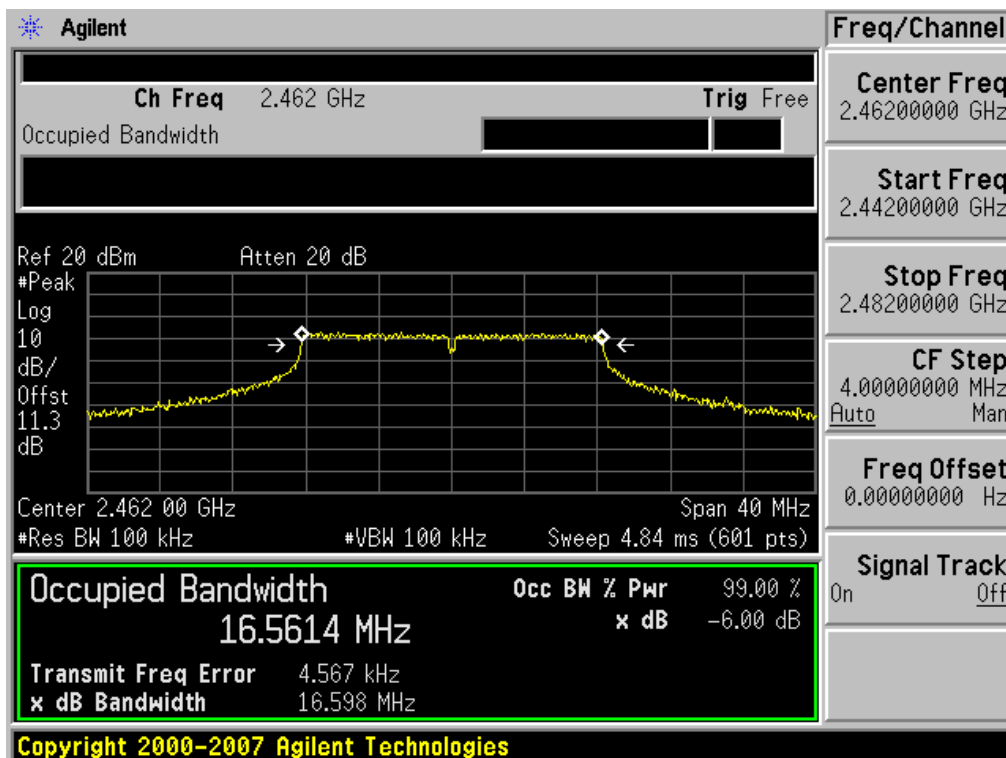 Agilent
Freq/Channel
Ch Freq 2.462 GHz Trig Free
Occupied Bandwidth
Center Freq
2.46200000 GHz
Start Freq
2.44200000 GHz
Stop Freq
2.48200000 GHz
CF Step
4.00000000 MHz
Auto Man
Freq Offset
0.00000000 Hz
Signal Track
On Off
Ref 20 dBm Atten 20 dB
#Peak
Log
10
dB/
Offst
11.3
dB
Center 2.462 00 GHz Span 40 MHz
#Res BW 100 kHz #VBW 100 kHz Sweep 4.84 ms (601 pts)
Occupied Bandwidth Occ BW % Pwr 99.00 %
16.5614 MHz x dB -6.00 dB
Transmit Freq Error 4.567 kHz
x dB Bandwidth 16.598 MHz
Copyright 2000-2007 Agilent Technologies